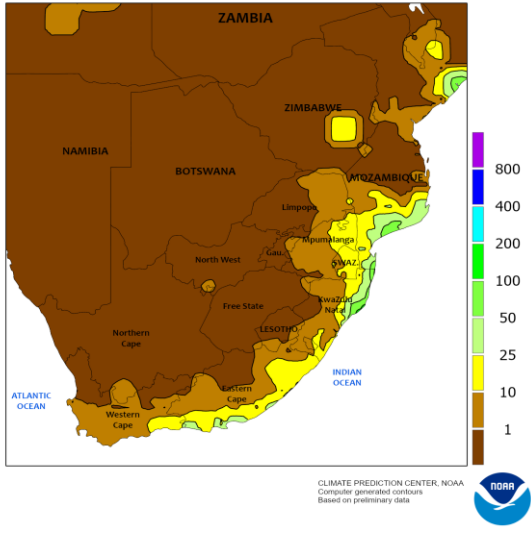 ZAMBIA
ZIMBABWE
NAMIBIA
BOTSWANA
MOZAMBIQUE
Limpopo
Mpumalanga
North West
Gau.
SWAZ.
Free State
KwaZulu
Natal
LESOTHO
Northern
Cape
Eastern
Cape
Western
Cape
ATLANTIC
OCEAN
INDIAN
OCEAN
800
400
200
100
50
25
10
1
CLIMATE PREDICTION CENTER, NOAA
Computer generated contours
Based on preliminary data
NOAA